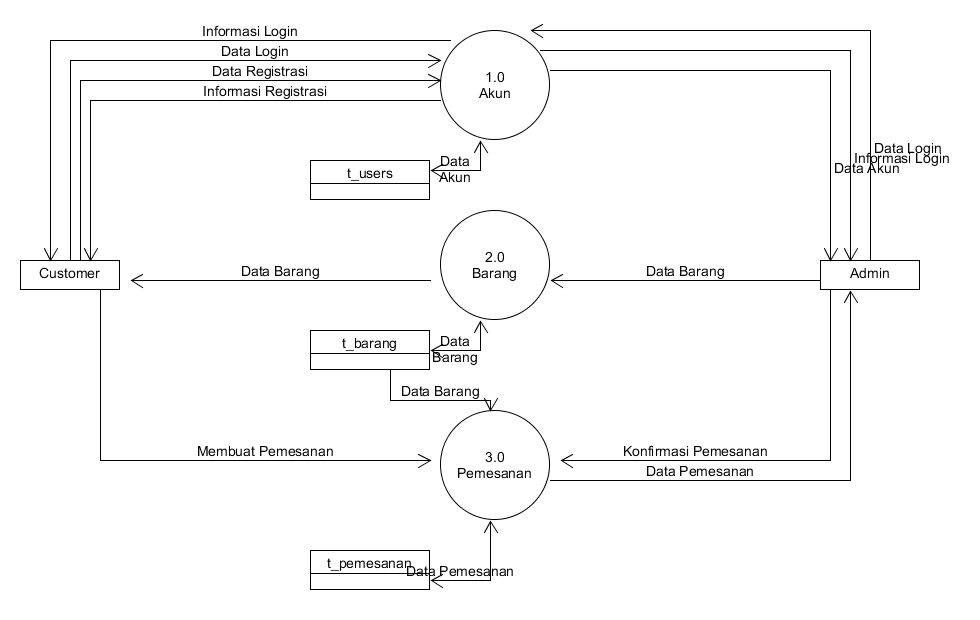 Informasi Login
Data Login
Data Registrasi
Informasi Registrasi
1.0
Akun
Data Login
Informasi Login
Data Akun
Data
Akun
t_users
2.0
Barang
Customer
Data Barang
Data Barang
Admin
t_barang
Data
Barang
Data Barang
3.0
Pemesanan
Membuat Pemesanan
Konfirmasi Pemesanan
Data Pemesanan
t_pemesanan
Data Pemesanan